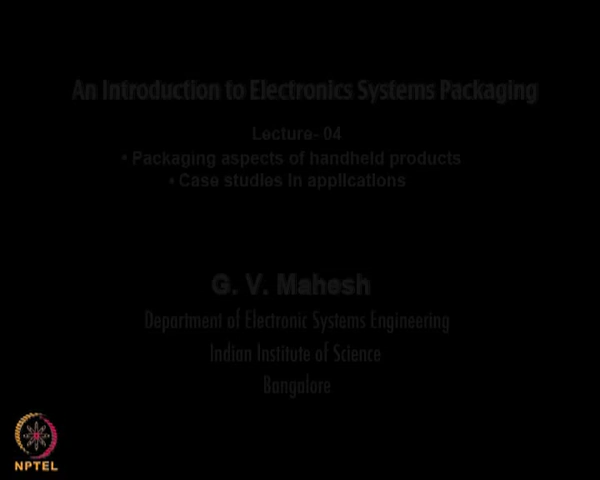 An Introduction to Electronics Systems Packaging
Lecture- 04
• Packaging aspects of handheld products
• Case studies in applications
G. V. Mahesh
Department of Electronic Systems Engineering
Indian Institute of Science
Bangalore
NPTEL